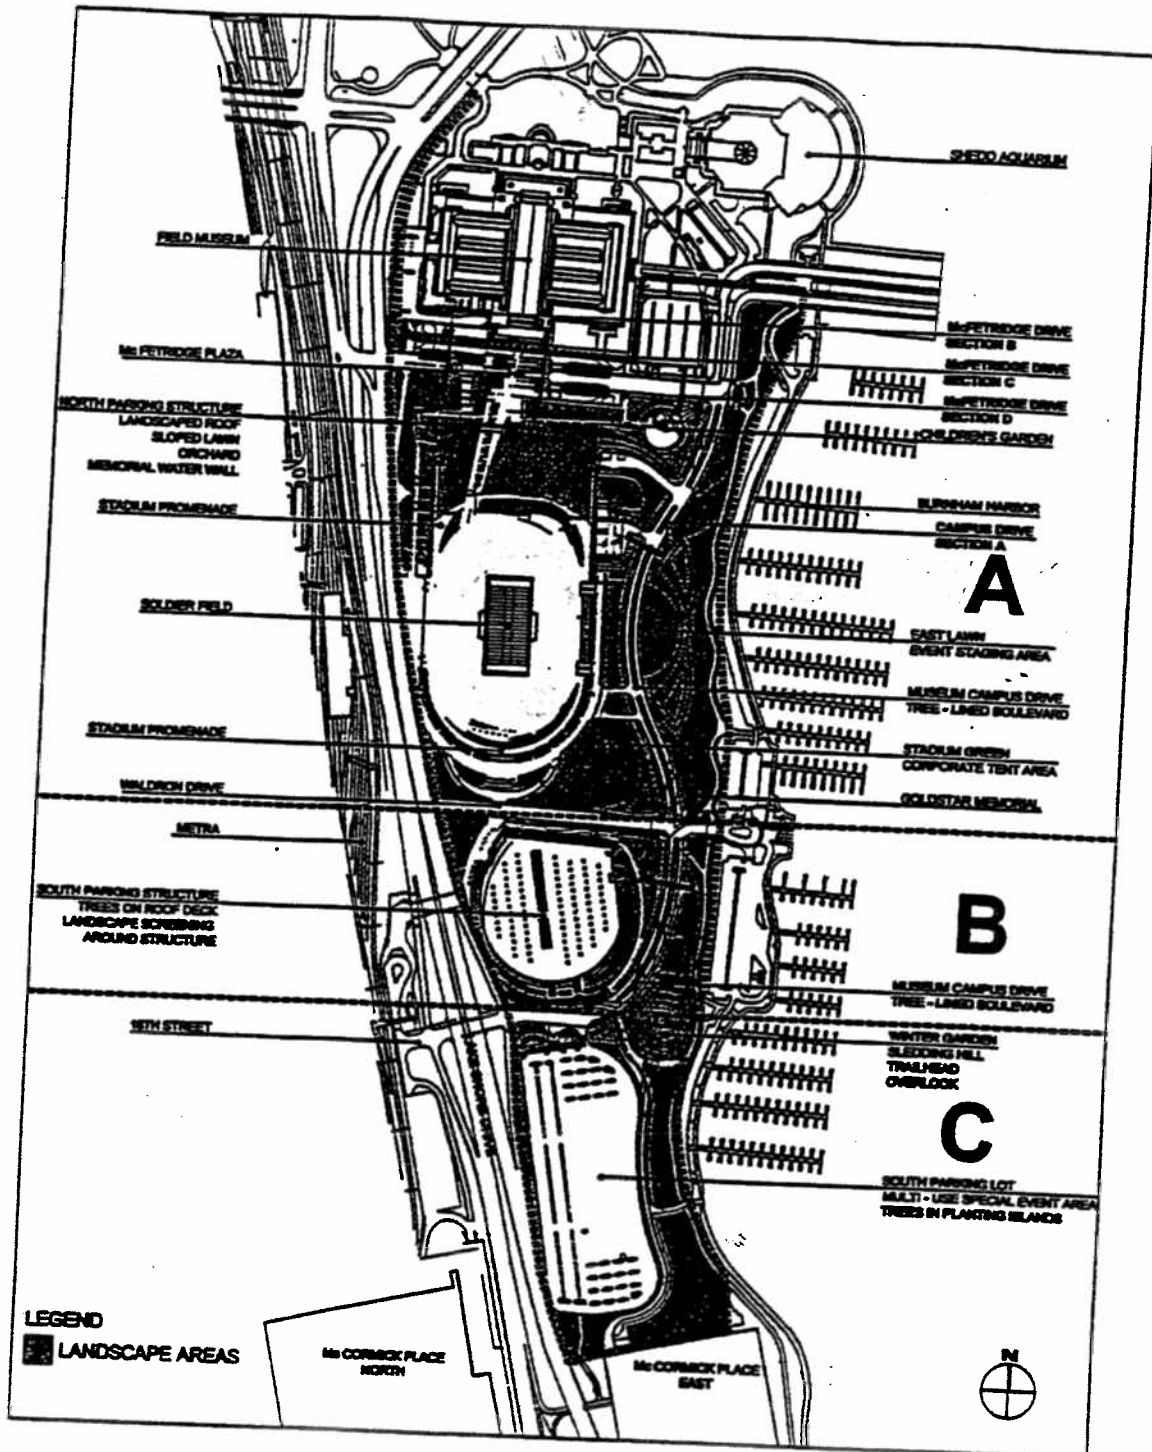 SHEDD AQUARIUM
FIELD MUSEUM
McFETRIDGE DRIVE
SECTION B
Mc FETRIDGE PLAZA
McFETRIDGE DRIVE
SECTION C
McFETRIDGE DRIVE
SECTION D
NORTH PARKING STRUCTURE
LANDSCAPED ROOF
SLOPED LAWN
ORCHARD
MEMORIAL WATER WALL
CHILDREN'S GARDEN
STADIUM PROMENADE
BURNHAM HARBOR
CAMPUS DRIVE
SECTION A
A
SOLDIER FIELD
EAST LAWN
EVENT STAGING AREA
MUSEUM CAMPUS DRIVE
TREE - LINED BOULEVARD
STADIUM PROMENADE
STADIUM GREEN
CORPORATE TENT AREA
WALDRON DRIVE
GOLDSTAR MEMORIAL
METRA
SOUTH PARKING STRUCTURE
TREES ON ROOF DECK
LANDSCAPE SCREENING
AROUND STRUCTURE
B
MUSEUM CAMPUS DRIVE
TREE - LINED BOULEVARD
18TH STREET
LAKE SHORE DRIVE
WINTER GARDEN
SLEDDING HILL
TRAILHEAD
OVERLOOK
C
SOUTH PARKING LOT
MULTI - USE SPECIAL EVENT AREA
TREES IN PLANTING ISLANDS
LEGEND
LANDSCAPE AREAS
Mc CORMICK PLACE
NORTH
Mc CORMICK PLACE
EAST
N